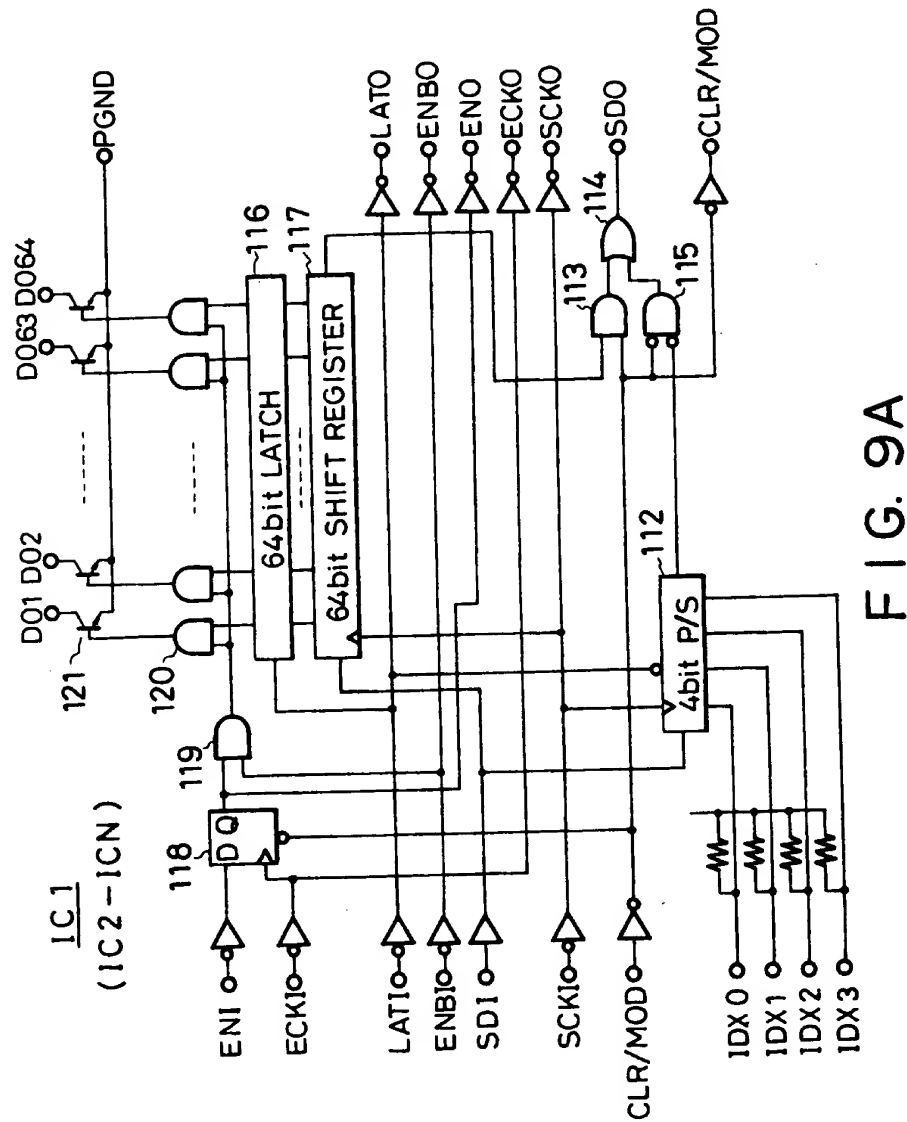 IC1
(IC2-ICN)
D01 D02
D063 D064
PGND
121
120
119
118
D Q
64bit LATCH
116
64bit SHIFT REGISTER
117
ENI
ECKI
LATI
ENBI
SDI
SCKI
CLR/MOD
IDX 0
IDX1
IDX2
IDX3
4bit P/S
112
113
114
115
LATO
ENBO
ENO
ECKO
SCKO
SDO
CLR/MOD
FIG. 9A